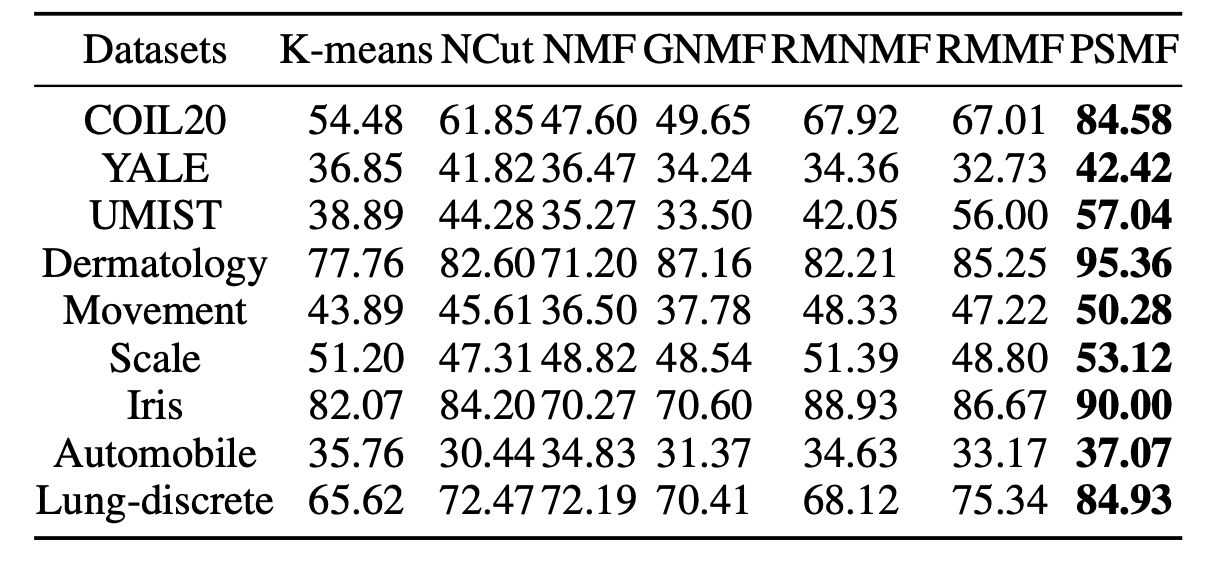 Datasets K-means NCut NMF GNMF RMNMF RMMF PSMF
COIL20 54.48 61.85 47.60 49.65 67.92 67.01 84.58
YALE 36.85 41.82 36.47 34.24 34.36 32.73 42.42
UMIST 38.89 44.28 35.27 33.50 42.05 56.00 57.04
Dermatology 77.76 82.60 71.20 87.16 82.21 85.25 95.36
Movement 43.89 45.61 36.50 37.78 48.33 47.22 50.28
Scale 51.20 47.31 48.82 48.54 51.39 48.80 53.12
Iris 82.07 84.20 70.27 70.60 88.93 86.67 90.00
Automobile 35.76 30.44 34.83 31.37 34.63 33.17 37.07
Lung-discrete 65.62 72.47 72.19 70.41 68.12 75.34 84.93